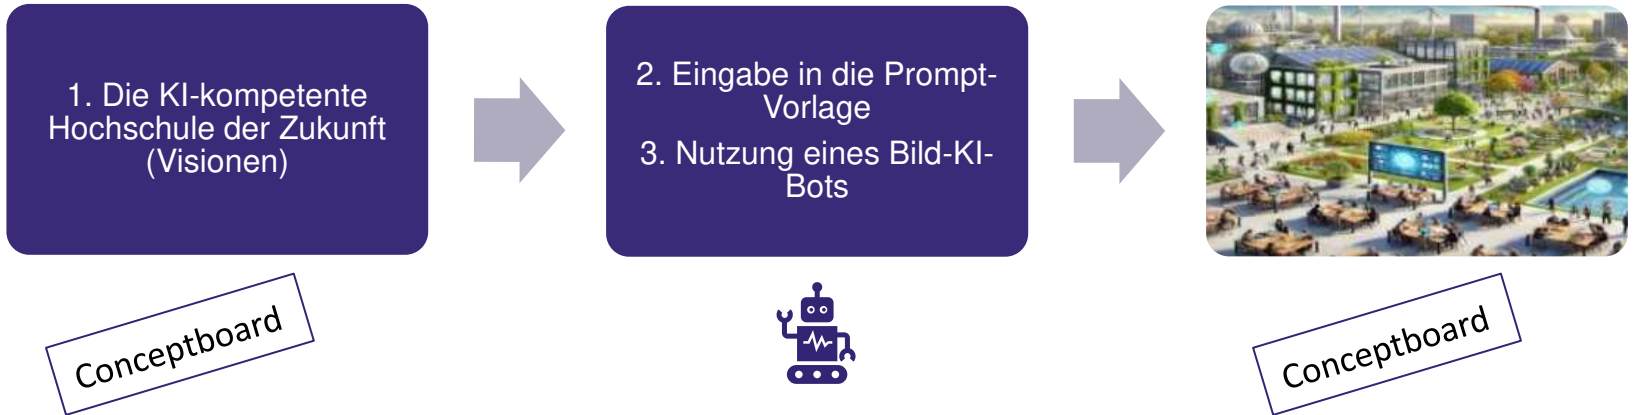 1. Die KI-kompetente
Hochschule der Zukunft
(Visionen)
2. Eingabe in die Prompt-
Vorlage
3. Nutzung eines Bild-KI-
Bots
Conceptboard
Conceptboard